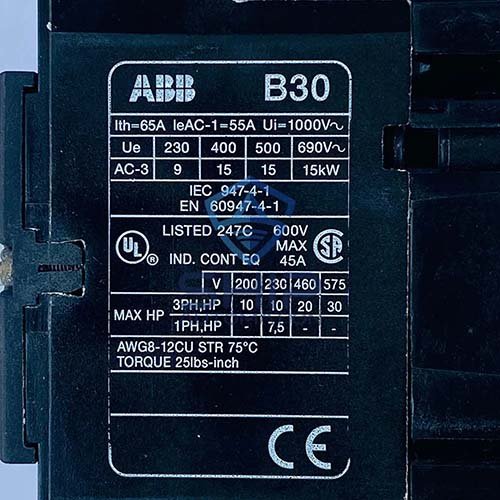 ABB B30
Ith=65A IeAC-1=55A Ui=1000V~
Ue 230 400 500 690V~
AC-3 9 15 15 15kW
IEC 947-4-1
EN 60947-4-1
UL LISTED 247C 600V MAX SA
IND. CONT EQ 45A
V 200 230 460 575
MAX HP 3PH,HP 10 10 20 30
1PH,HP - 7,5 - -
AWG8-12CU STR 75°C
TORQUE 25lbs-inch
CE